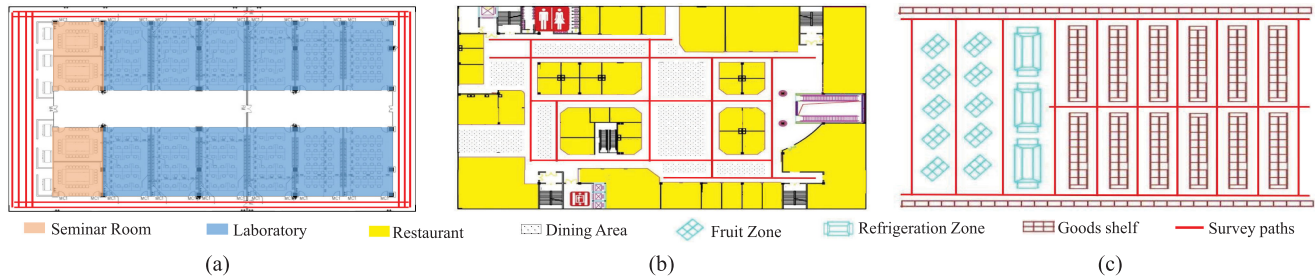 Seminar Room
Laboratory
Restaurant
Dining Area
Fruit Zone
Refrigeration Zone
Goods shelf
Survey paths
(a)
(b)
(c)